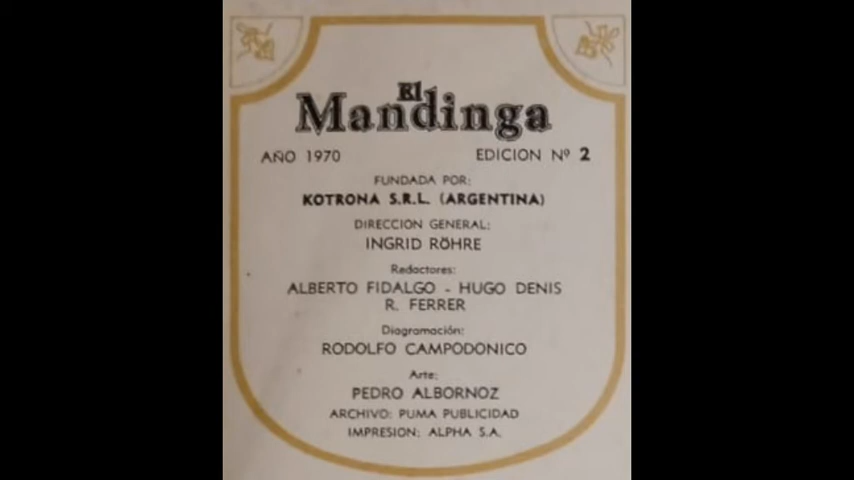 El
Mandinga
AÑO 1970 EDICION Nº 2
FUNDADA POR:
KOTRONA S.R.L. (ARGENTINA)
DIRECCION GENERAL:
INGRID RÖHRE
Redactores:
ALBERTO FIDALGO - HUGO DENIS
R. FERRER
Diagramación:
RODOLFO CAMPODONICO
Arte:
PEDRO ALBORNOZ
ARCHIVO: PUMA PUBLICIDAD
IMPRESION: ALPHA S.A.